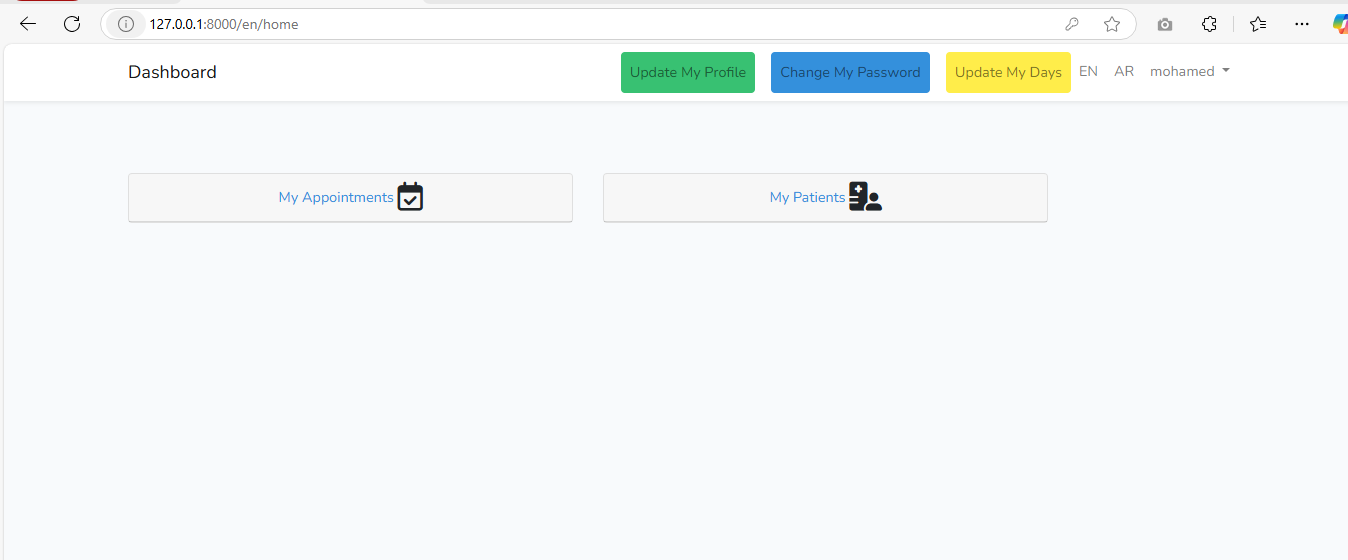 127.0.0.1:8000/en/home
Dashboard Update My Profile Change My Password Update My Days EN AR mohamed
My Appointments My Patients